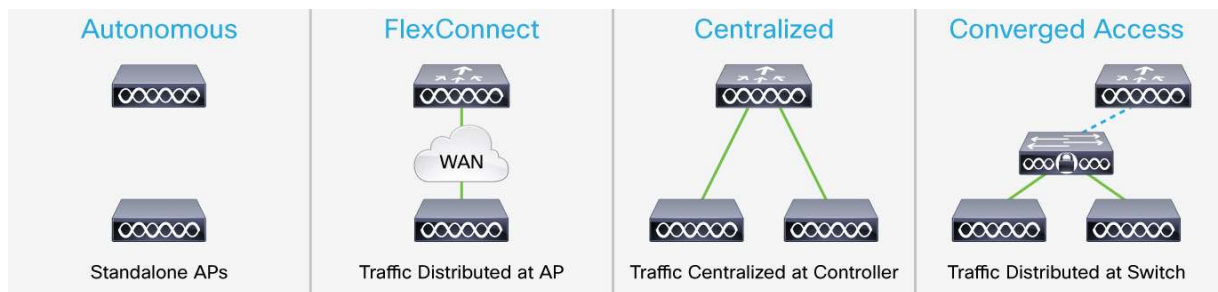 Autonomous
FlexConnect
Centralized
Converged Access
WAN
Standalone APs
Traffic Distributed at AP
Traffic Centralized at Controller
Traffic Distributed at Switch